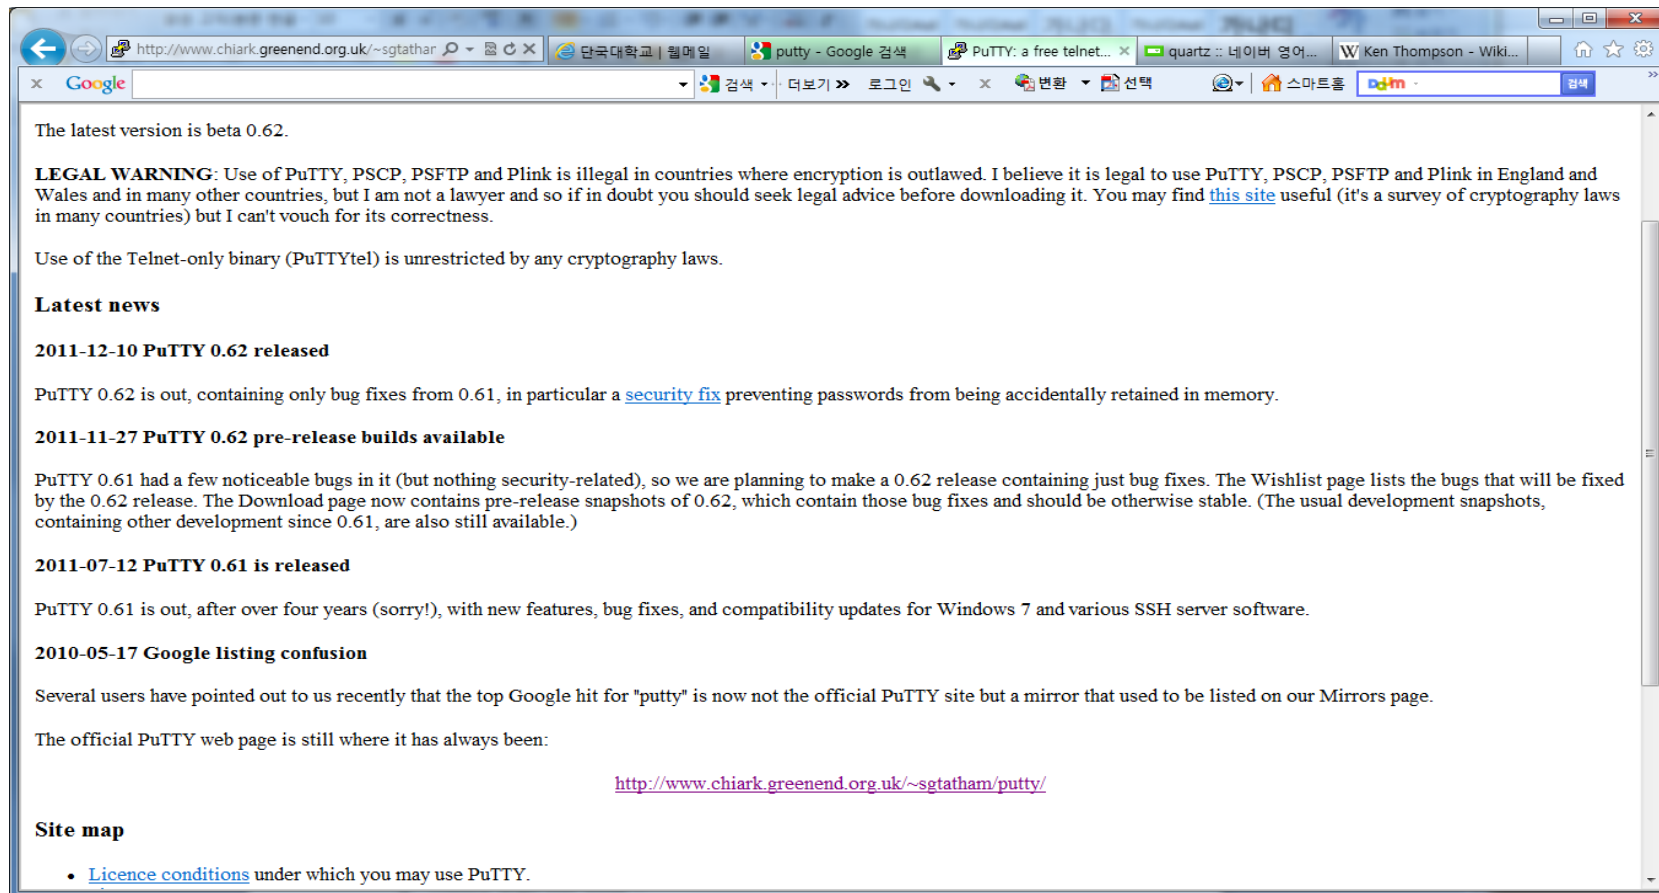 http://www.chiark.greenend.org.uk/~sgtathar
단국대학교 | 웹메일
putty - Google 검색
PuTTY: a free telnet...
quartz :: 네이버 영어...
W Ken Thompson - Wiki...
x Google
검색
더보기 »
로그인
x
변환
선택
스마트홈
Daum
검색
The latest version is beta 0.62.
LEGAL WARNING: Use of PuTTY, PSCP, PSFTP and Plink is illegal in countries where encryption is outlawed. I believe it is legal to use PuTTY, PSCP, PSFTP and Plink in England and
Wales and in many other countries, but I am not a lawyer and so if in doubt you should seek legal advice before downloading it. You may find this site useful (it's a survey of cryptography laws
in many countries) but I can't vouch for its correctness.
Use of the Telnet-only binary (PuTTYtel) is unrestricted by any cryptography laws.
Latest news
2011-12-10 PuTTY 0.62 released
PuTTY 0.62 is out, containing only bug fixes from 0.61, in particular a security fix preventing passwords from being accidentally retained in memory.
2011-11-27 PuTTY 0.62 pre-release builds available
PuTTY 0.61 had a few noticeable bugs in it (but nothing security-related), so we are planning to make a 0.62 release containing just bug fixes. The Wishlist page lists the bugs that will be fixed
by the 0.62 release. The Download page now contains pre-release snapshots of 0.62, which contain those bug fixes and should be otherwise stable. (The usual development snapshots,
containing other development since 0.61, are also still available.)
2011-07-12 PuTTY 0.61 is released
PuTTY 0.61 is out, after over four years (sorry!), with new features, bug fixes, and compatibility updates for Windows 7 and various SSH server software.
2010-05-17 Google listing confusion
Several users have pointed out to us recently that the top Google hit for "putty" is now not the official PuTTY site but a mirror that used to be listed on our Mirrors page.
The official PuTTY web page is still where it has always been:
http://www.chiark.greenend.org.uk/~sgtatham/putty/
Site map
• Licence conditions under which you may use PuTTY.